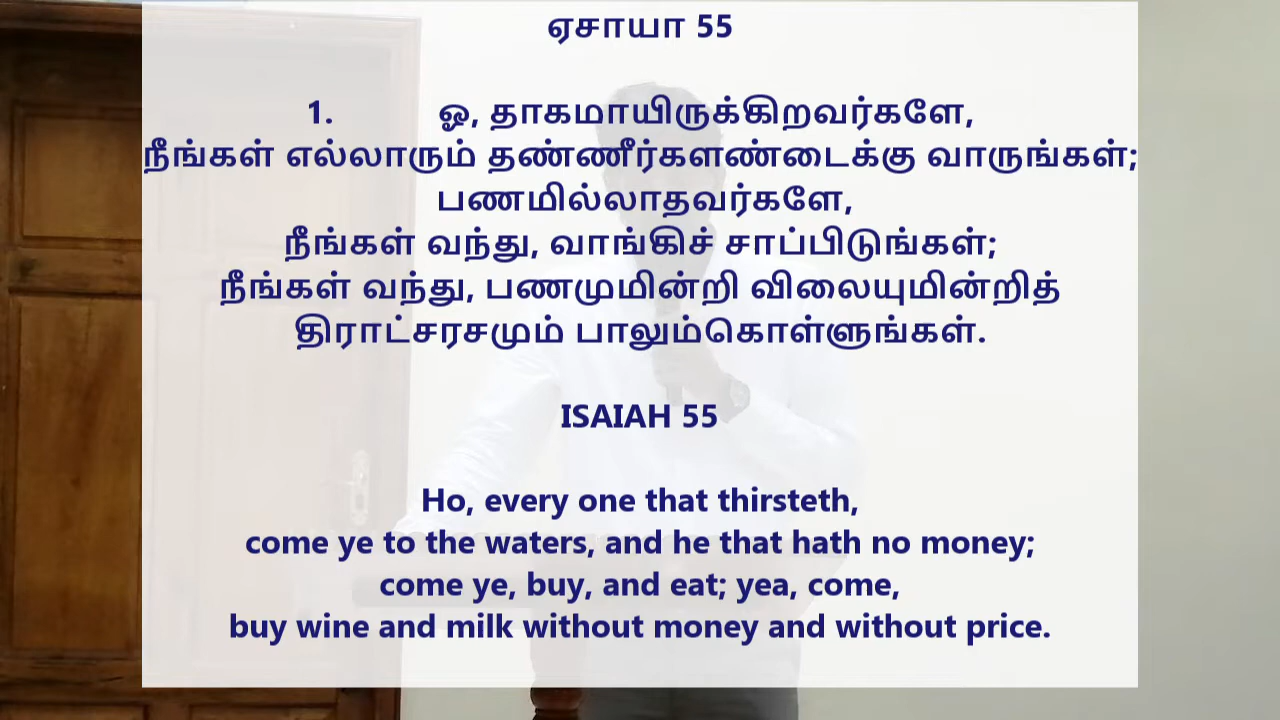 ஏசாயா 55
1. ஓ, தாகமாயிருக்கிறவர்களே,
நீங்கள் எல்லாரும் தண்ணீர்களண்டைக்கு வாருங்கள்;
பணமில்லாதவர்களே,
நீங்கள் வந்து, வாங்கிச் சாப்பிடுங்கள்;
நீங்கள் வந்து, பணமுமின்றி விலையுமின்றித்
திராட்சரசமும் பாலும்கொள்ளுங்கள்.
ISAIAH 55
Ho, every one that thirsteth,
come ye to the waters, and he that hath no money;
come ye, buy, and eat; yea, come,
buy wine and milk without money and without price.